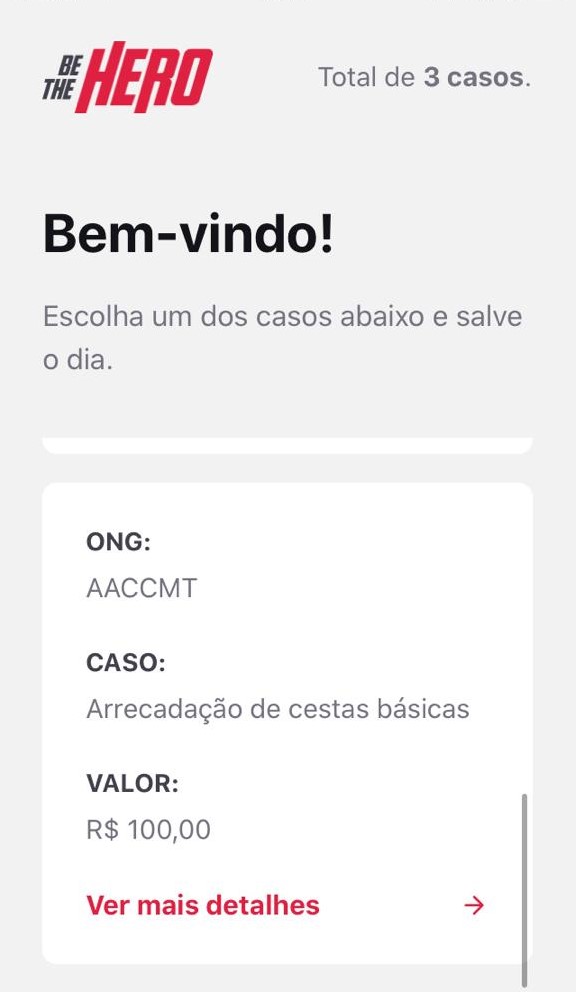 BE THE HERO
Total de 3 casos.
Bem-vindo!
Escolha um dos casos abaixo e salve
o dia.
ONG:
AACCMT
CASO:
Arrecadação de cestas básicas
VALOR:
R$ 100,00
Ver mais detalhes →